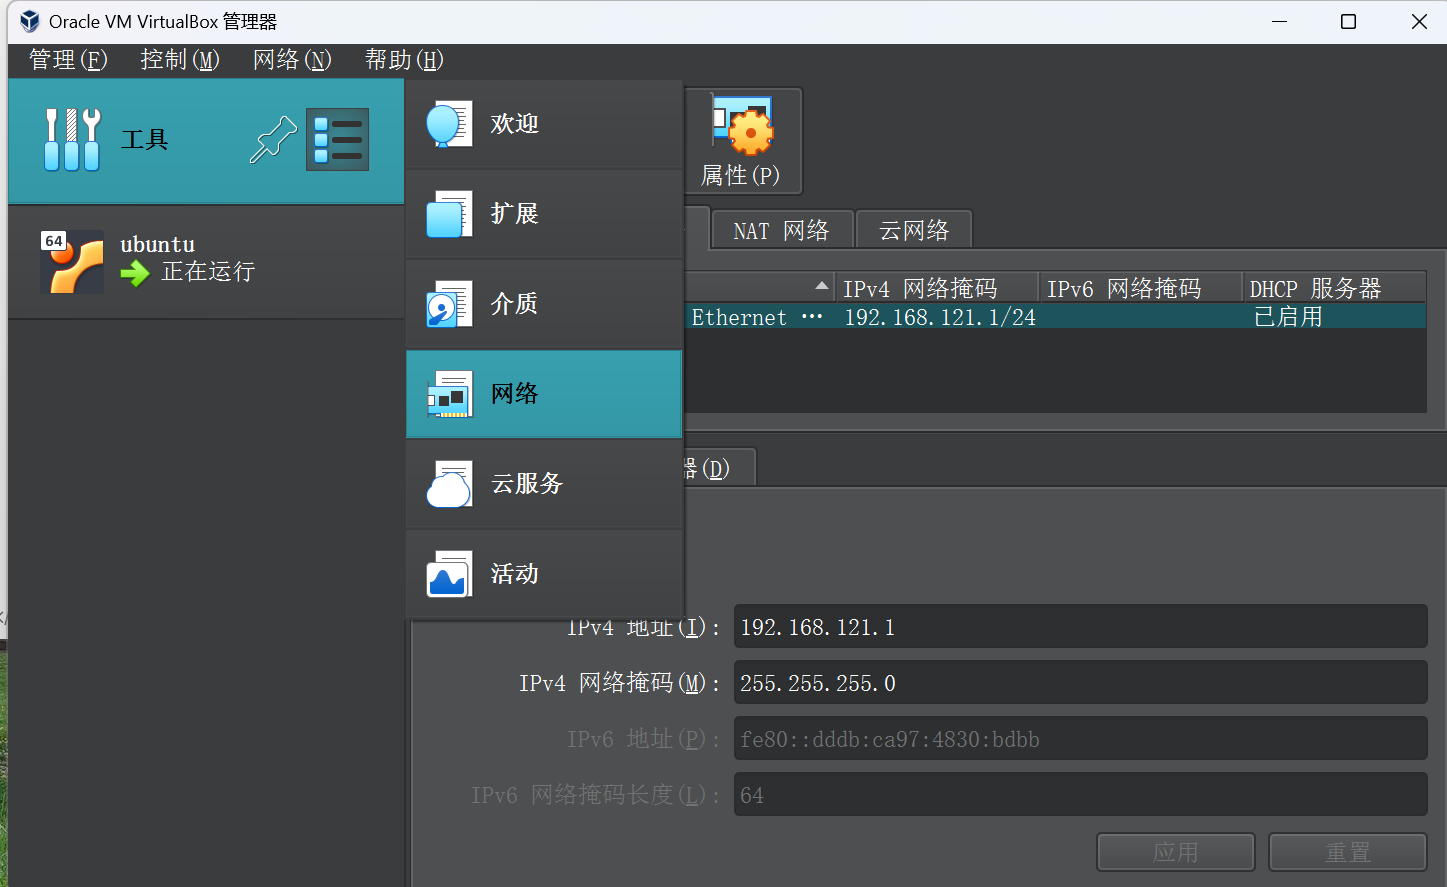 Oracle VM VirtualBox 管理器
管理(F) 控制(M) 网络(N) 帮助(H)
工具
64
ubuntu
正在运行
欢迎
扩展
介质
网络
云服务
活动
属性(P)
NAT 网络 云网络
IPv4 网络掩码 IPv6 网络掩码 DHCP 服务器
Ethernet ··· 192.168.121.1/24 已启用
器(D)
IPv4 地址(I): 192.168.121.1
IPv4 网络掩码(M): 255.255.255.0
IPv6 地址(P): fe80::dddb:ca97:4830:bdbb
IPv6 网络掩码长度(L): 64
应用 重置